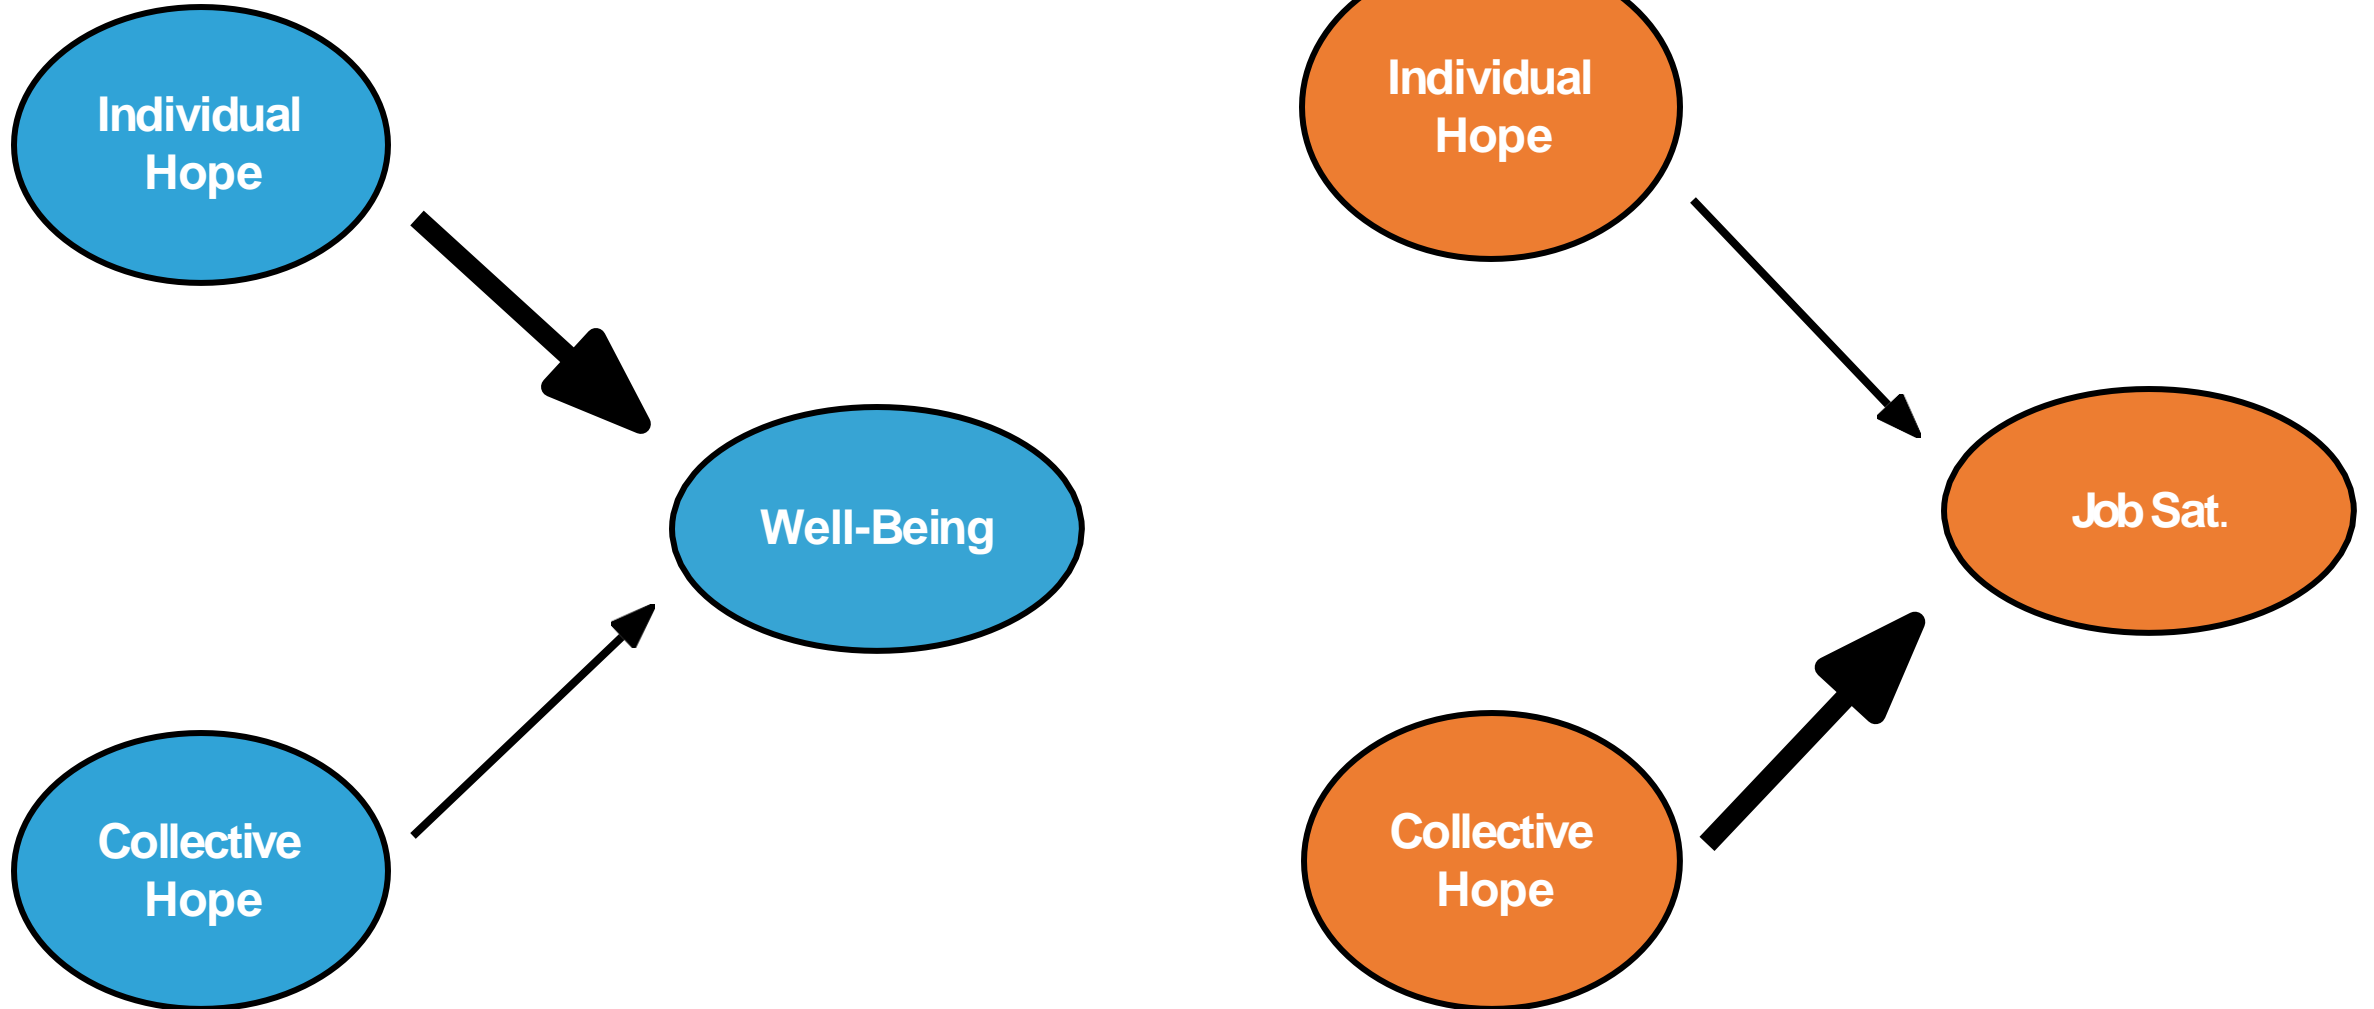 Individual
Hope
Well-Being
Collective
Hope
Individual
Hope
Job Sat.
Collective
Hope